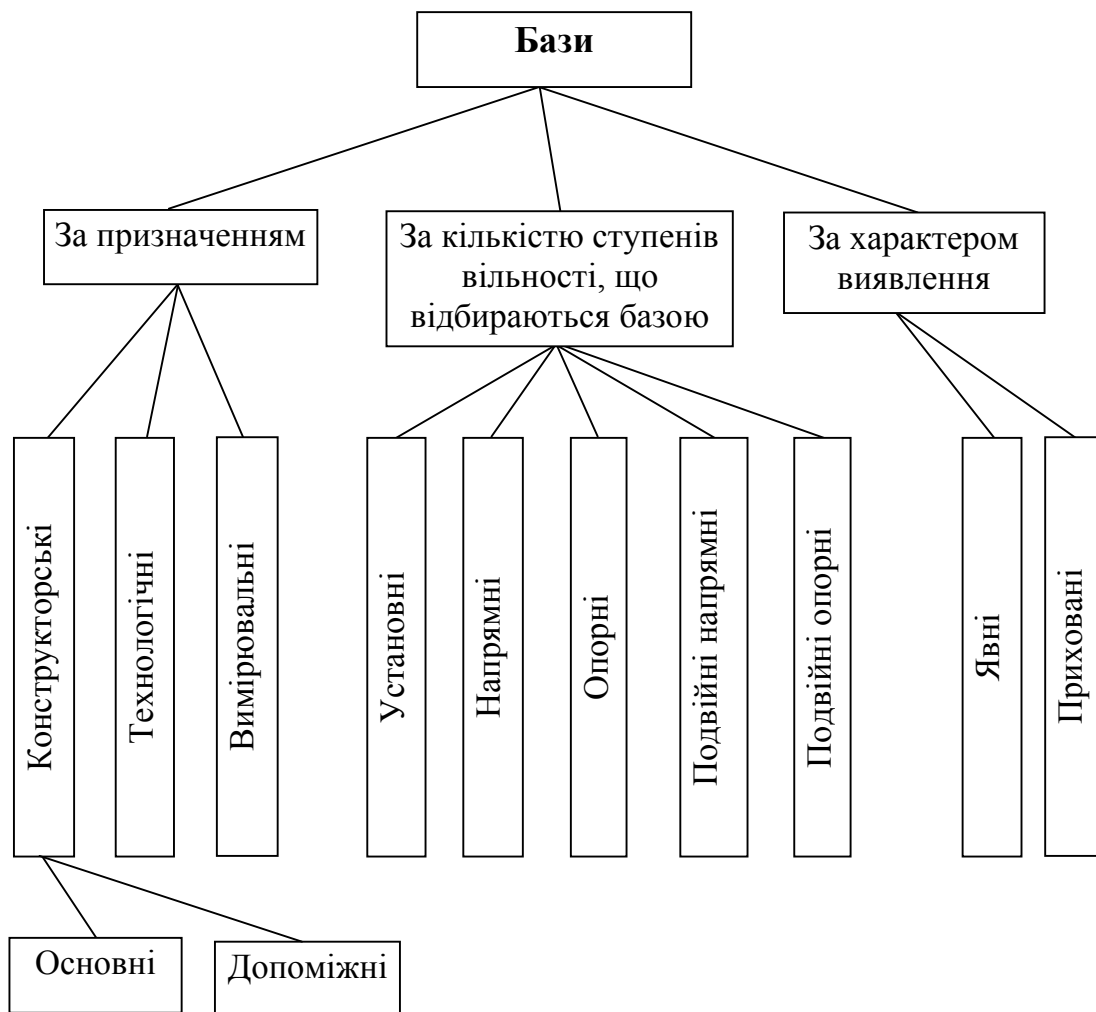 Бази
За призначенням
За кількістю ступенів
вільності, що
відбираються базою
За характером
виявлення
Конструкторські
Технологічні
Вимірювальні
Установні
Напрямні
Опорні
Подвійні напрямні
Подвійні опорні
Явні
Приховані
Основні
Допоміжні